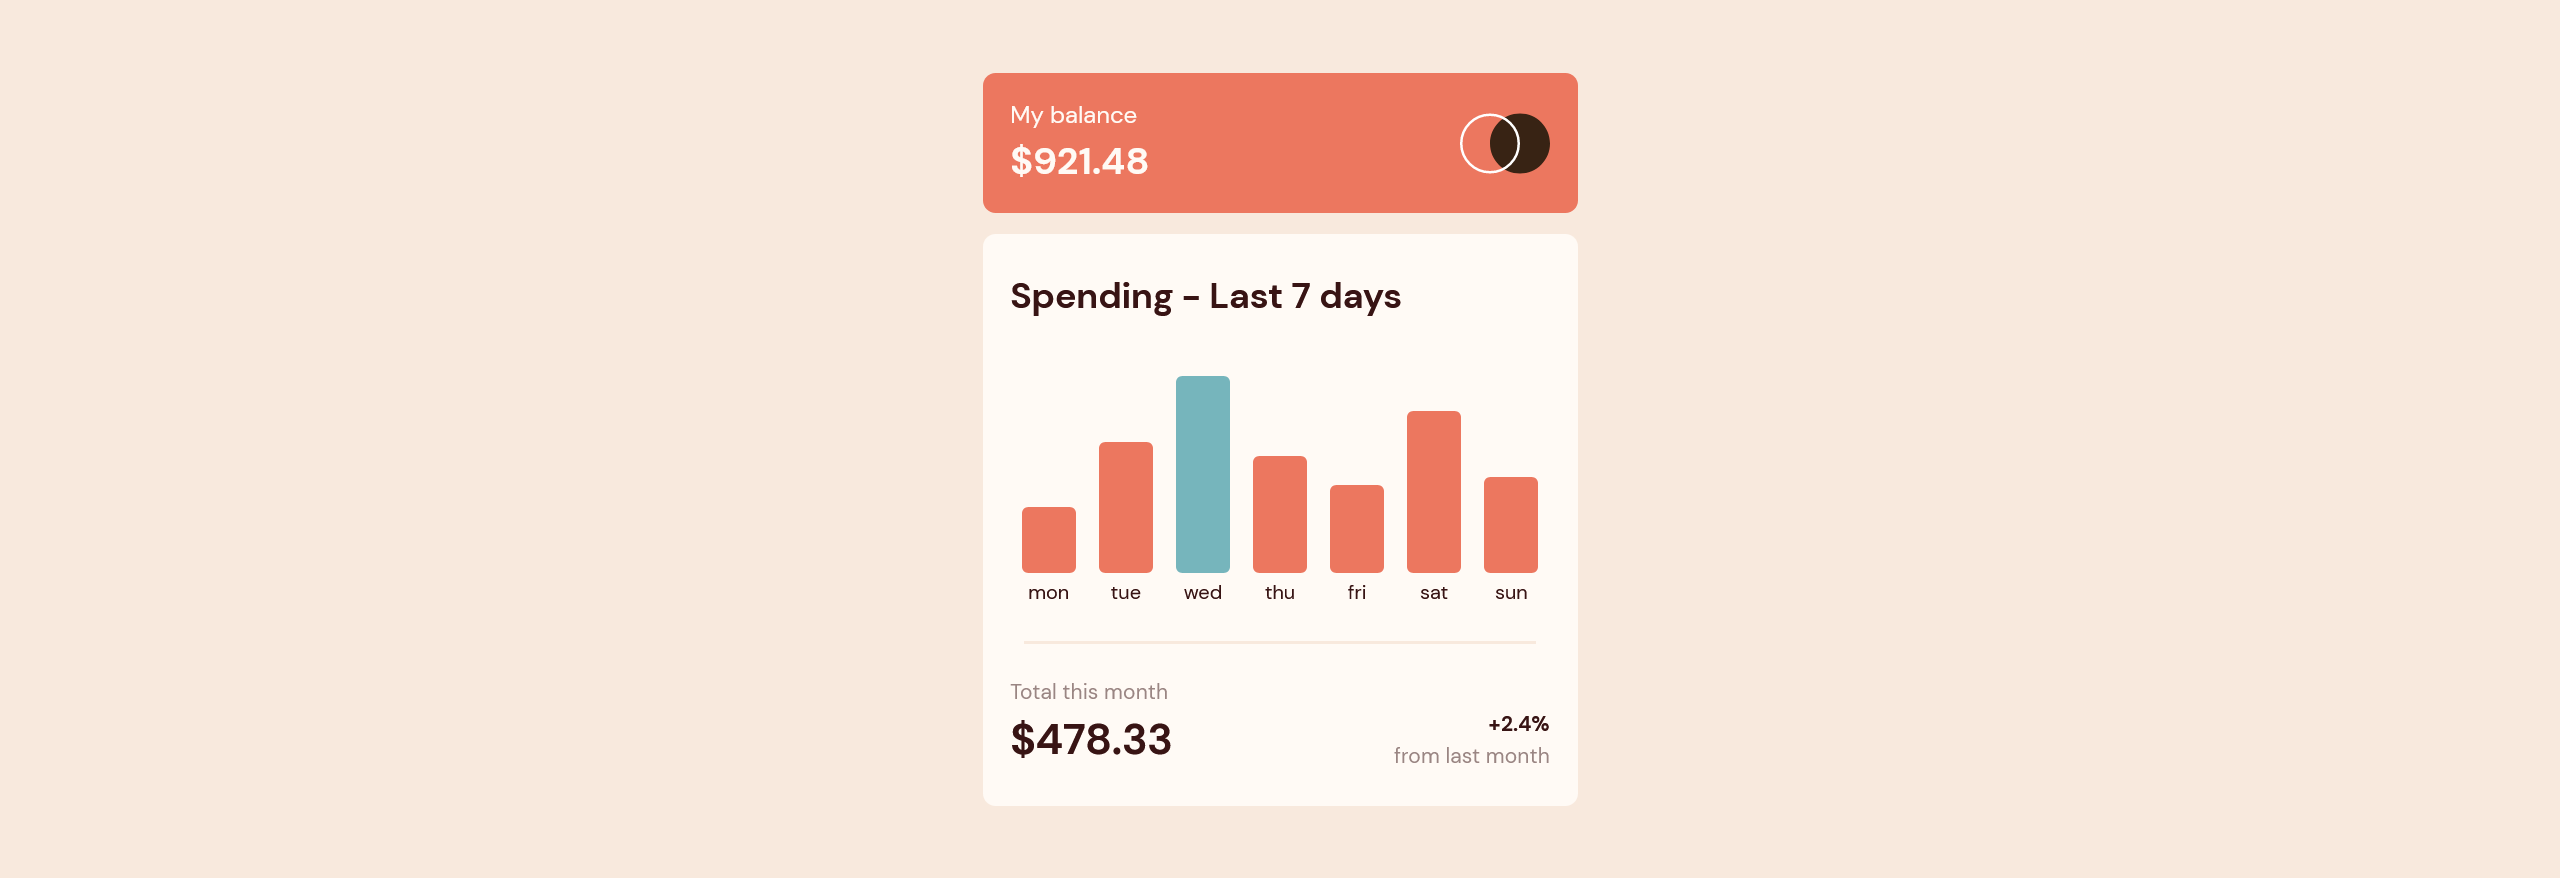 My balance
$921.48
Spending - Last 7 days
mon tue wed thu fri sat sun
Total this month
$478.33
+2.4%
from last month